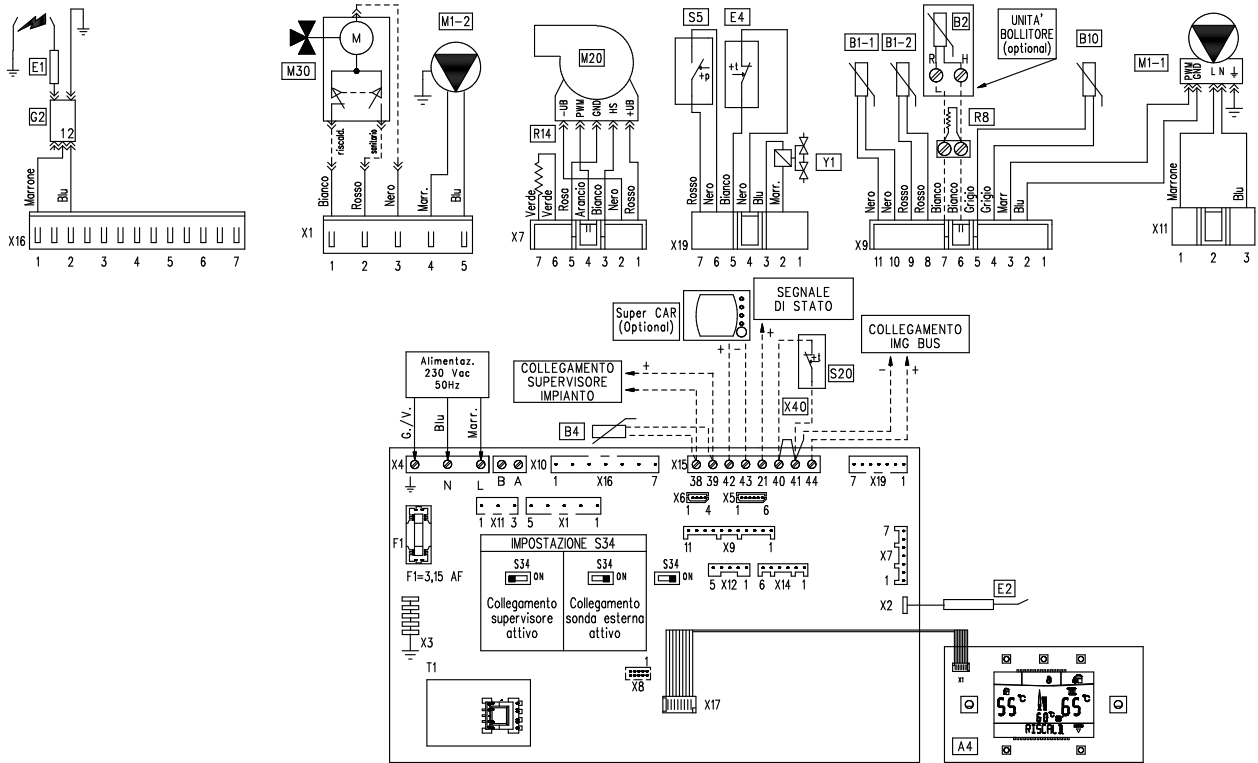 E1
G2
1 2
Marrone
Blu
X16
1 2 3 4 5 6 7
M
M30
riscald.
sanitario
Bianco
Rosso
Nero
Marr.
Blu
X1
1 2 3 4 5
M1-2
M20
-UB
PWM
GND
HS
+UB
R14
Verde
Verde
Rosa
Arancio
Bianco
Nero
Rosso
X7
7 6 5 4 3 2 1
S5
E4
+p
+t
Y1
Rosso
Nero
Bianco
Nero
Blu
Marr.
X19
7 6 5 4 3 2 1
B1-1
B1-2
B2
R
H
UNITA'
BOLLITORE
(optional)
B10
R8
Nero
Nero
Rosso
Rosso
Bianco
Bianco
Grigio
Grigio
Marr
Blu
X9
11 10 9 8 7 6 5 4 3 2 1
M1-1
PWM
GND
L N
Marrone
Blu
X11
1 2 3
Super CAR
(Optional)
+ -
SEGNALE
DI STATO
+
COLLEGAMENTO
IMG BUS
- +
+t
S20
X40
COLLEGAMENTO
SUPERVISORE
IMPIANTO
+
B4
Alimentaz.
230 Vac
50Hz
G./V.
Blu
Marr.
X4
N L B A
X10
1 X16 7
X15
38 39 42 43 21 40 41 44
7 X19 1
1 X11 3
5 X1 1
X6
1 4
X5
1 6
11 X9 1
5 X12 1
6 X14 1
7
X7
1
X2
E2
F1
F1=3,15 AF
IMPOSTAZIONE S34
S34
ON
Collegamento
supervisore
attivo
S34
ON
Collegamento
sonda esterna
attivo
S34
ON
X3
T1
1
X8
X17
X1
55 °C
65 °C
60 °C
RISCAL1
A4